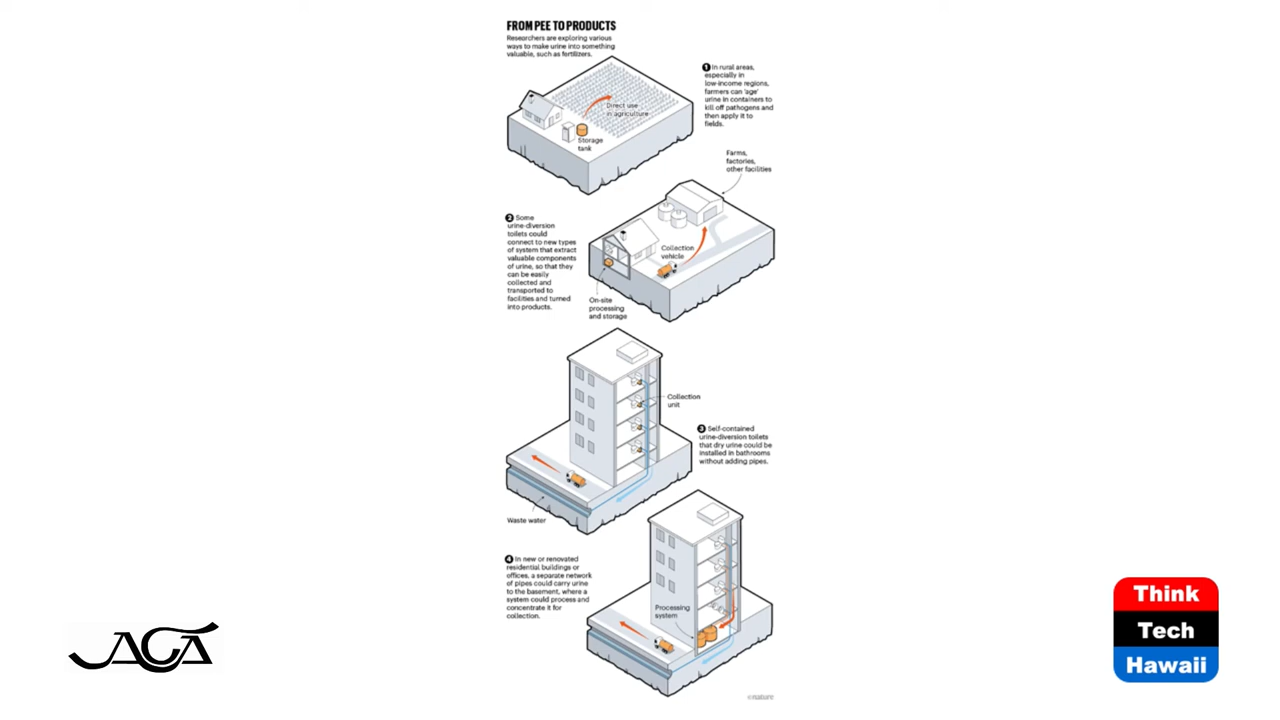 FROM PEE TO PRODUCTS
Researchers are exploring various
ways to make urine into something
valuable, such as fertilizers.
1 In rural areas,
especially in
low-income regions,
farmers can 'age'
urine in containers to
kill off pathogens and
then apply it to
fields.
Direct use
in agriculture
Storage
tank
Farms,
factories,
other facilities
2 Some
urine-diversion
toilets could
connect to new types
of system that extract
valuable components
of urine, so that they
can be easily
collected and
transported to
facilities and turned
into products.
Collection
vehicle
On-site
processing
and storage
Collection
unit
3 Self-contained
urine-diversion toilets
that dry urine could be
installed in bathrooms
without adding pipes.
Waste water
4 In new or renovated
residential buildings or
offices, a separate network
of pipes could carry urine
to the basement, where a
system could process and
concentrate it for
collection.
Processing
system
©nature
AGA
Think
Tech
Hawaii